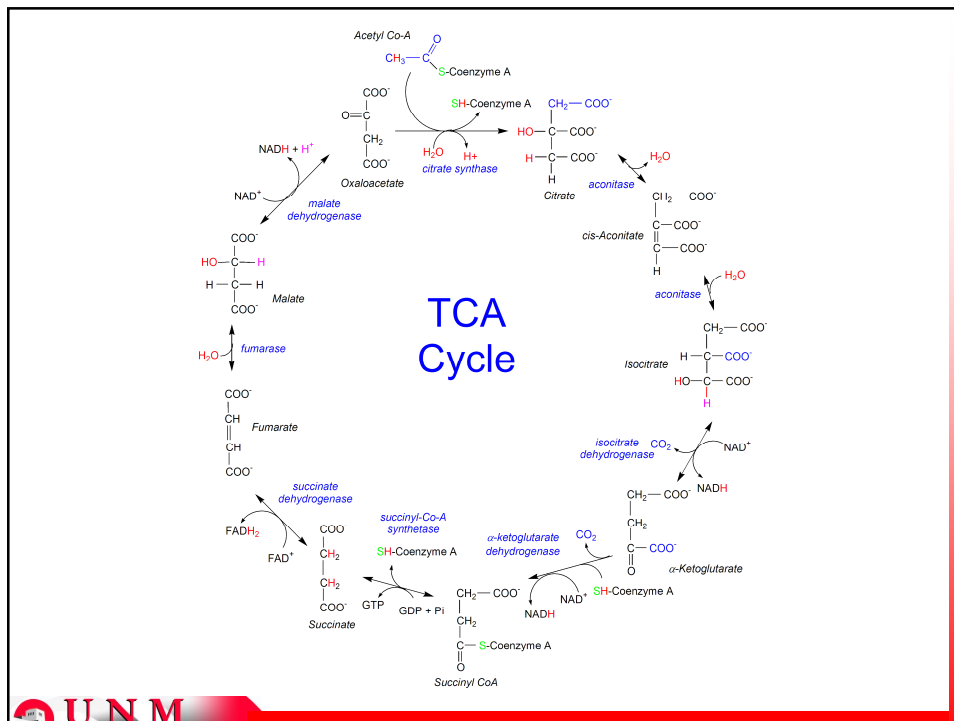 Acetyl Co-A
O
CH3 C
S-Coenzyme A
COO-
O C
CH2
COO-
Oxaloacetate
SH-Coenzyme A
H2O H+
citrate synthase
CH2 COO-
HO C COO-
H C COO-
H
Citrate
H2O
aconitase
CH2 COO-
C COO-
C COO-
H
cis-Aconitate
H2O
aconitase
CH2 COO-
H C COO-
HO C COO-
H
Isocitrate
isocitrate
dehydrogenase
CO2
NAD+
NADH
CH2 COO-
CH2
C COO-
O
α-Ketoglutarate
α-ketoglutarate
dehydrogenase
CO2
SH-Coenzyme A
NAD+
NADH
CH2 COO-
CH2
C S-Coenzyme A
O
Succinyl CoA
succinyl-Co-A
synthetase
SH-Coenzyme A
GTP
GDP + Pi
COO
CH2
CH2
COO-
Succinate
succinate
dehydrogenase
FADH2
FAD+
COO-
CH
CH
COO-
Fumarate
H2O
fumarase
COO-
HO C H
H C H
COO-
Malate
malate
dehydrogenase
NAD+
NADH + H+
TCA
Cycle
UNM